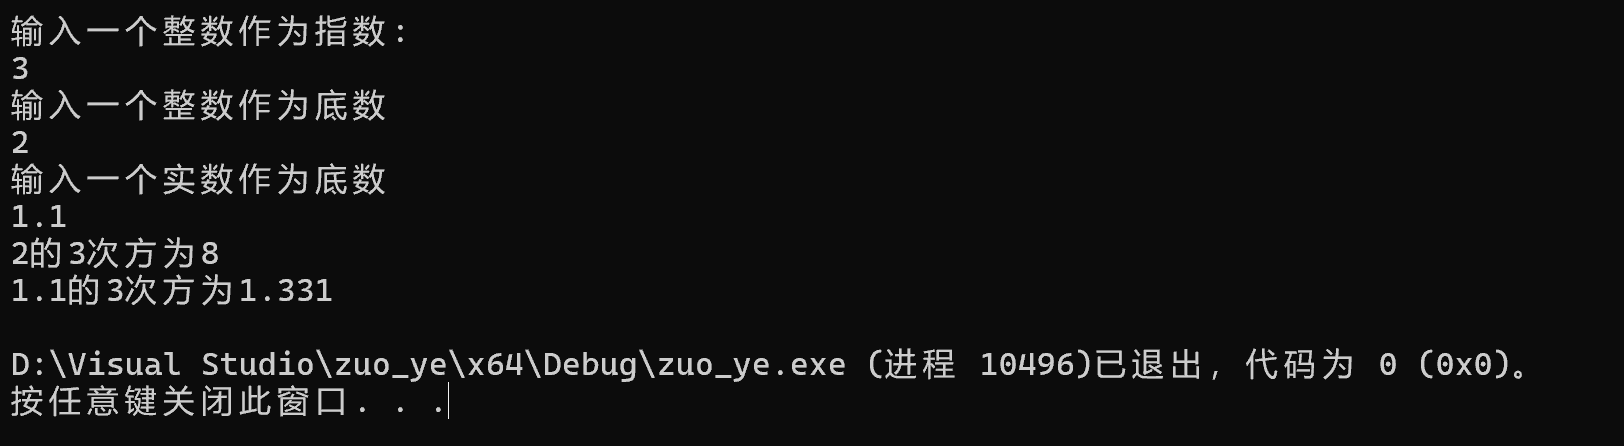 输入一个整数作为指数:
3
输入一个整数作为底数
2
输入一个实数作为底数
1.1
2的3次方为8
1.1的3次方为1.331
D:\Visual Studio\zuo_ye\x64\Debug\zuo_ye.exe (进程 10496)已退出，代码为 0 (0x0)。
按任意键关闭此窗口. . .